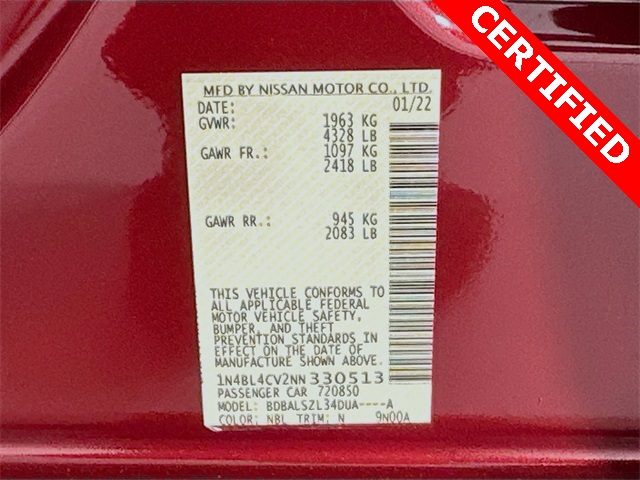 CERTIFIED
MFD BY NISSAN MOTOR CO., LTD.
DATE: 01/22
GVWR: 1963 KG
4328 LB
GAWR FR.: 1097 KG
2418 LB
GAWR RR.: 945 KG
2083 LB
THIS VEHICLE CONFORMS TO
ALL APPLICABLE FEDERAL
MOTOR VEHICLE SAFETY,
BUMPER, AND THEFT
PREVENTION STANDARDS IN
EFFECT ON THE DATE OF
MANUFACTURE SHOWN ABOVE.
1N4BL4CV2NN330513
PASSENGER CAR 720850
MODEL: BDBALSZL34DUA----A
COLOR: NBL TRIM: N 9N00A